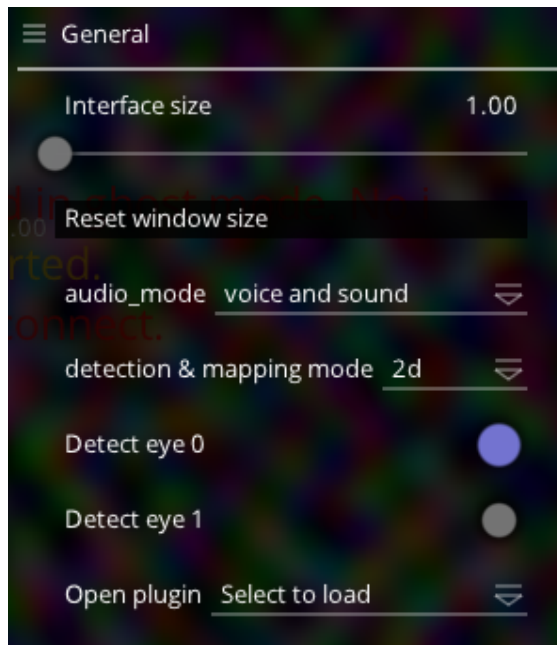 General
Interface size 1.00
Reset window size
audio_mode voice and sound
detection & mapping mode 2d
Detect eye 0
Detect eye 1
Open plugin Select to load